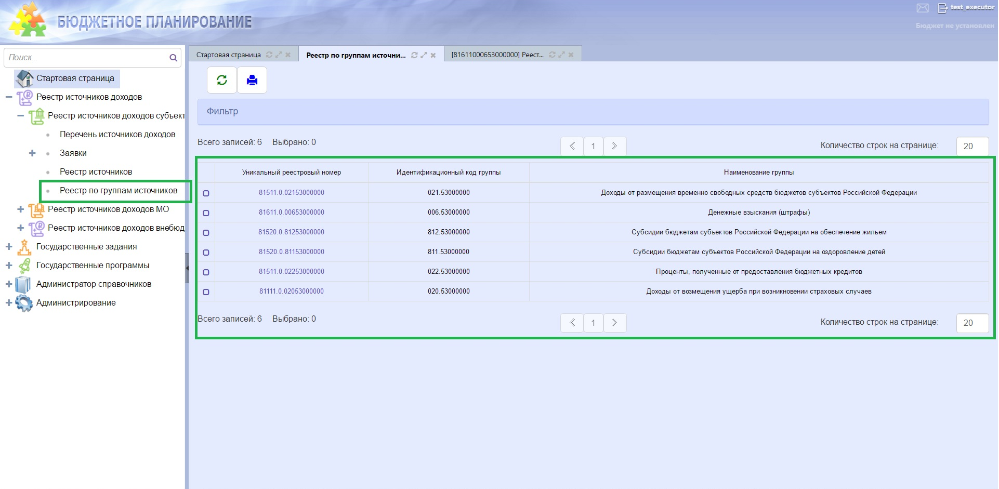 БЮДЖЕТНОЕ ПЛАНИРОВАНИЕ
test_executor
Бюджет не установлен
Поиск...
Стартовая страница
Реестр источников доходов
Реестр источников доходов субъект
Перечень источников доходов
Заявки
Реестр источников
Реестр по группам источников
Реестр источников доходов МО
Реестр источников доходов внебюд
Государственные задания
Государственные программы
Администратор справочников
Администрирование
Стартовая страница
Реестр по группам источни...
[81611000653000000] Реест...
Фильтр
Всего записей: 6 Выбрано: 0
1
Количество строк на странице: 20
Уникальный реестровый номер Идентификационный код группы Наименование группы
81511.0.02153000000 021.53000000 Доходы от размещения временно свободных средств бюджетов субъектов Российской Федерации
81611.0.00653000000 006.53000000 Денежные взыскания (штрафы)
81520.0.81253000000 812.53000000 Субсидии бюджетам субъектов Российской Федерации на обеспечение жильем
81520.0.81153000000 811.53000000 Субсидии бюджетам субъектов Российской Федерации на оздоровление детей
81511.0.02253000000 022.53000000 Проценты, полученные от предоставления бюджетных кредитов
81111.0.02053000000 020.53000000 Доходы от возмещения ущерба при возникновении страховых случаев
Всего записей: 6 Выбрано: 0
1
Количество строк на странице: 20